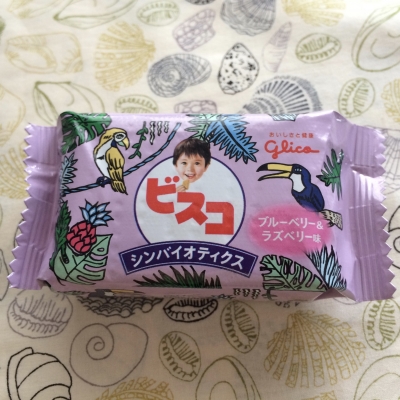 おいしさと健康
glico
ビスコ
ブルーベリー&
ラズベリー味
シンバイオティクス